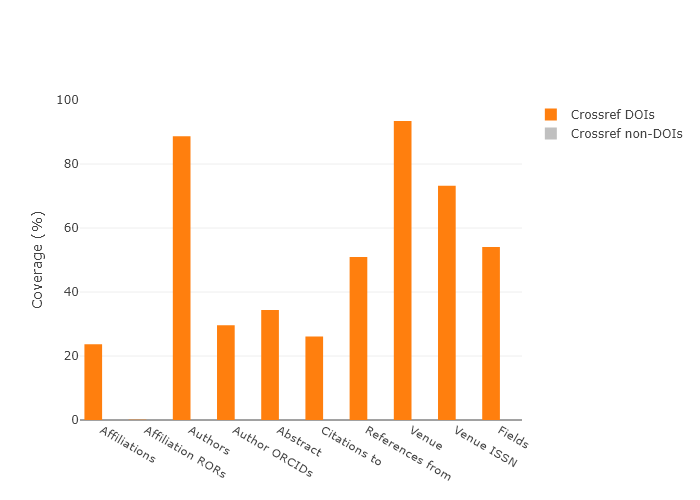 100
80
60
40
20
0
Coverage (%)
Affiliations
Affiliation RORs
Authors
Author ORCIDs
Abstract
Citations to
References from
Venue
Venue ISSN
Fields
Crossref DOIs
Crossref non-DOIs